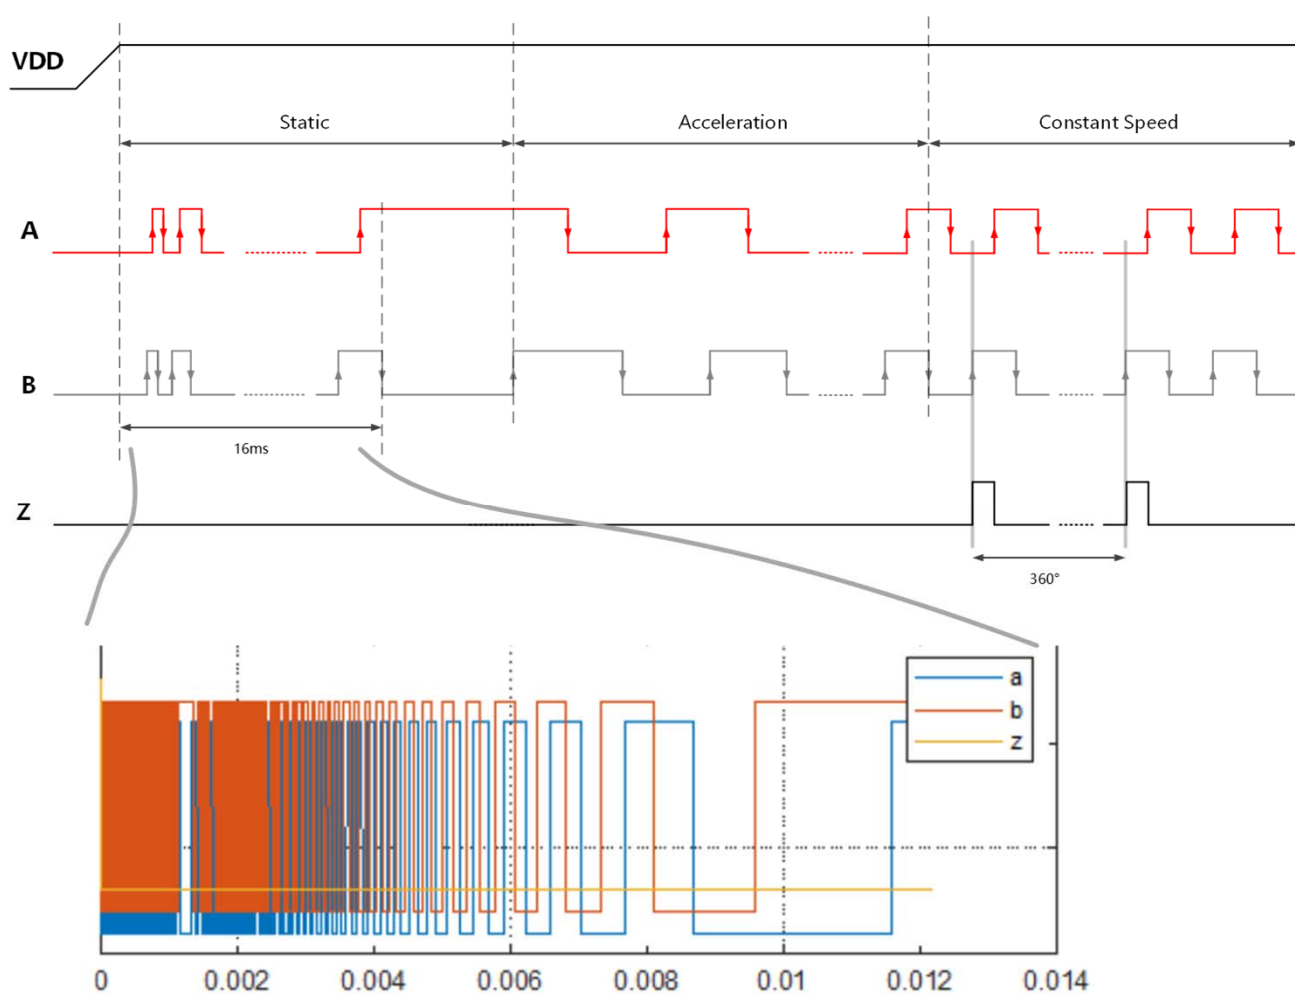 VDD
Static
Acceleration
Constant Speed
A
B
16ms
Z
360°
a
b
z
0
0.002
0.004
0.006
0.008
0.01
0.012
0.014